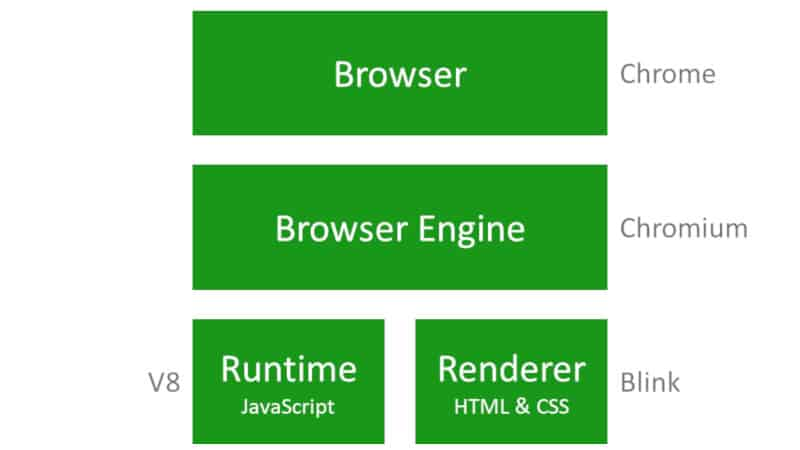 Browser
Chrome
Browser Engine
Chromium
V8
Runtime
JavaScript
Renderer
HTML & CSS
Blink